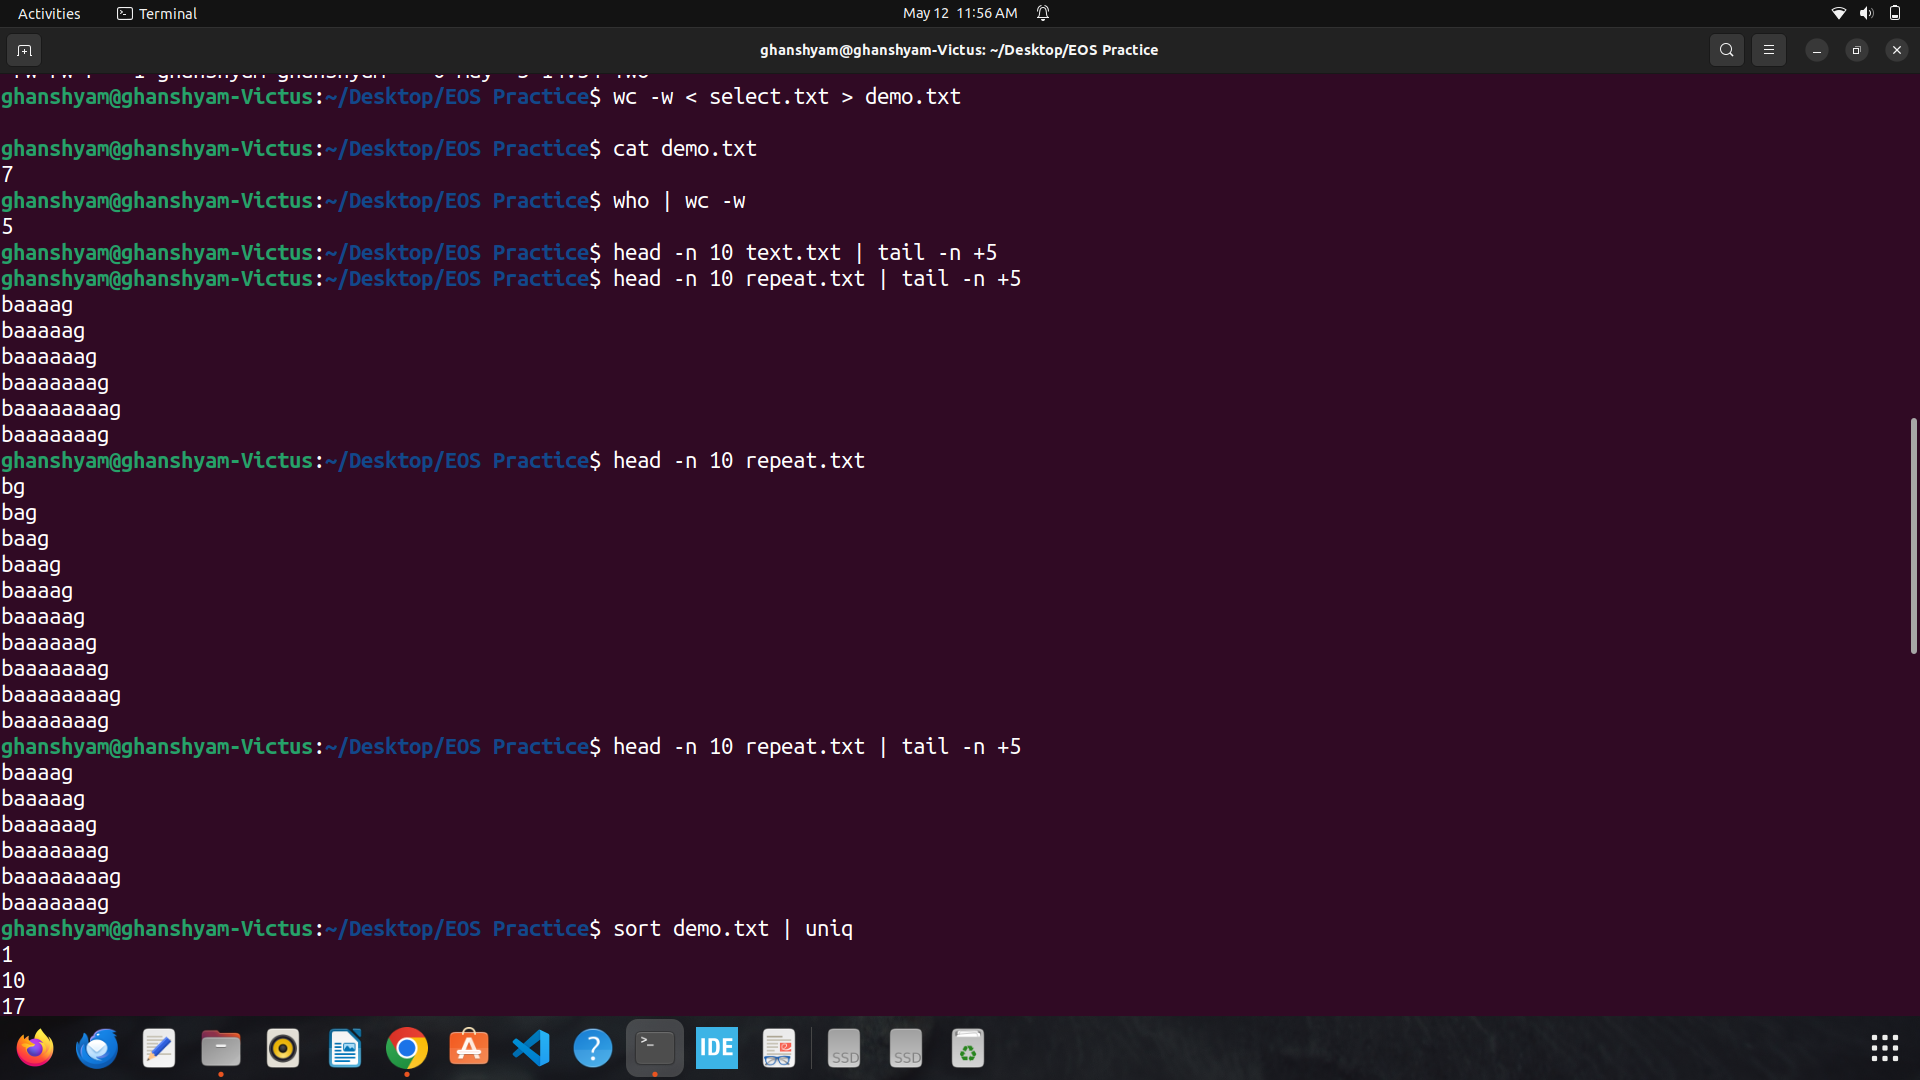 Activities Terminal May 12 11:56 AM
ghanshyam@ghanshyam-Victus: ~/Desktop/EOS Practice
ghanshyam@ghanshyam-Victus:~/Desktop/EOS Practice$ wc -w < select.txt > demo.txt
ghanshyam@ghanshyam-Victus:~/Desktop/EOS Practice$ cat demo.txt
7
ghanshyam@ghanshyam-Victus:~/Desktop/EOS Practice$ who | wc -w
5
ghanshyam@ghanshyam-Victus:~/Desktop/EOS Practice$ head -n 10 text.txt | tail -n +5
ghanshyam@ghanshyam-Victus:~/Desktop/EOS Practice$ head -n 10 repeat.txt | tail -n +5
baaaag
baaaaag
baaaaaag
baaaaaaag
baaaaaaaag
baaaaaaag
ghanshyam@ghanshyam-Victus:~/Desktop/EOS Practice$ head -n 10 repeat.txt
bg
bag
baag
baaag
baaaag
baaaaag
baaaaaag
baaaaaaag
baaaaaaaag
baaaaaaag
ghanshyam@ghanshyam-Victus:~/Desktop/EOS Practice$ head -n 10 repeat.txt | tail -n +5
baaaag
baaaaag
baaaaaag
baaaaaaag
baaaaaaaag
baaaaaaag
ghanshyam@ghanshyam-Victus:~/Desktop/EOS Practice$ sort demo.txt | uniq
1
10
17
IDE
SSD SSD